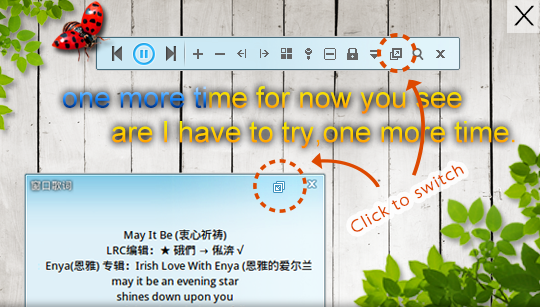 one more time for now you see
are I have to try,one more time.
Click to switch
夏日歌词
May It Be (衷心祈祷)
LRC编辑：★ 硪們 → 俬渀 √
Enya(恩雅) 专辑：Irish Love With Enya (恩雅的爱尔兰
may it be an evening star
shines down upon you